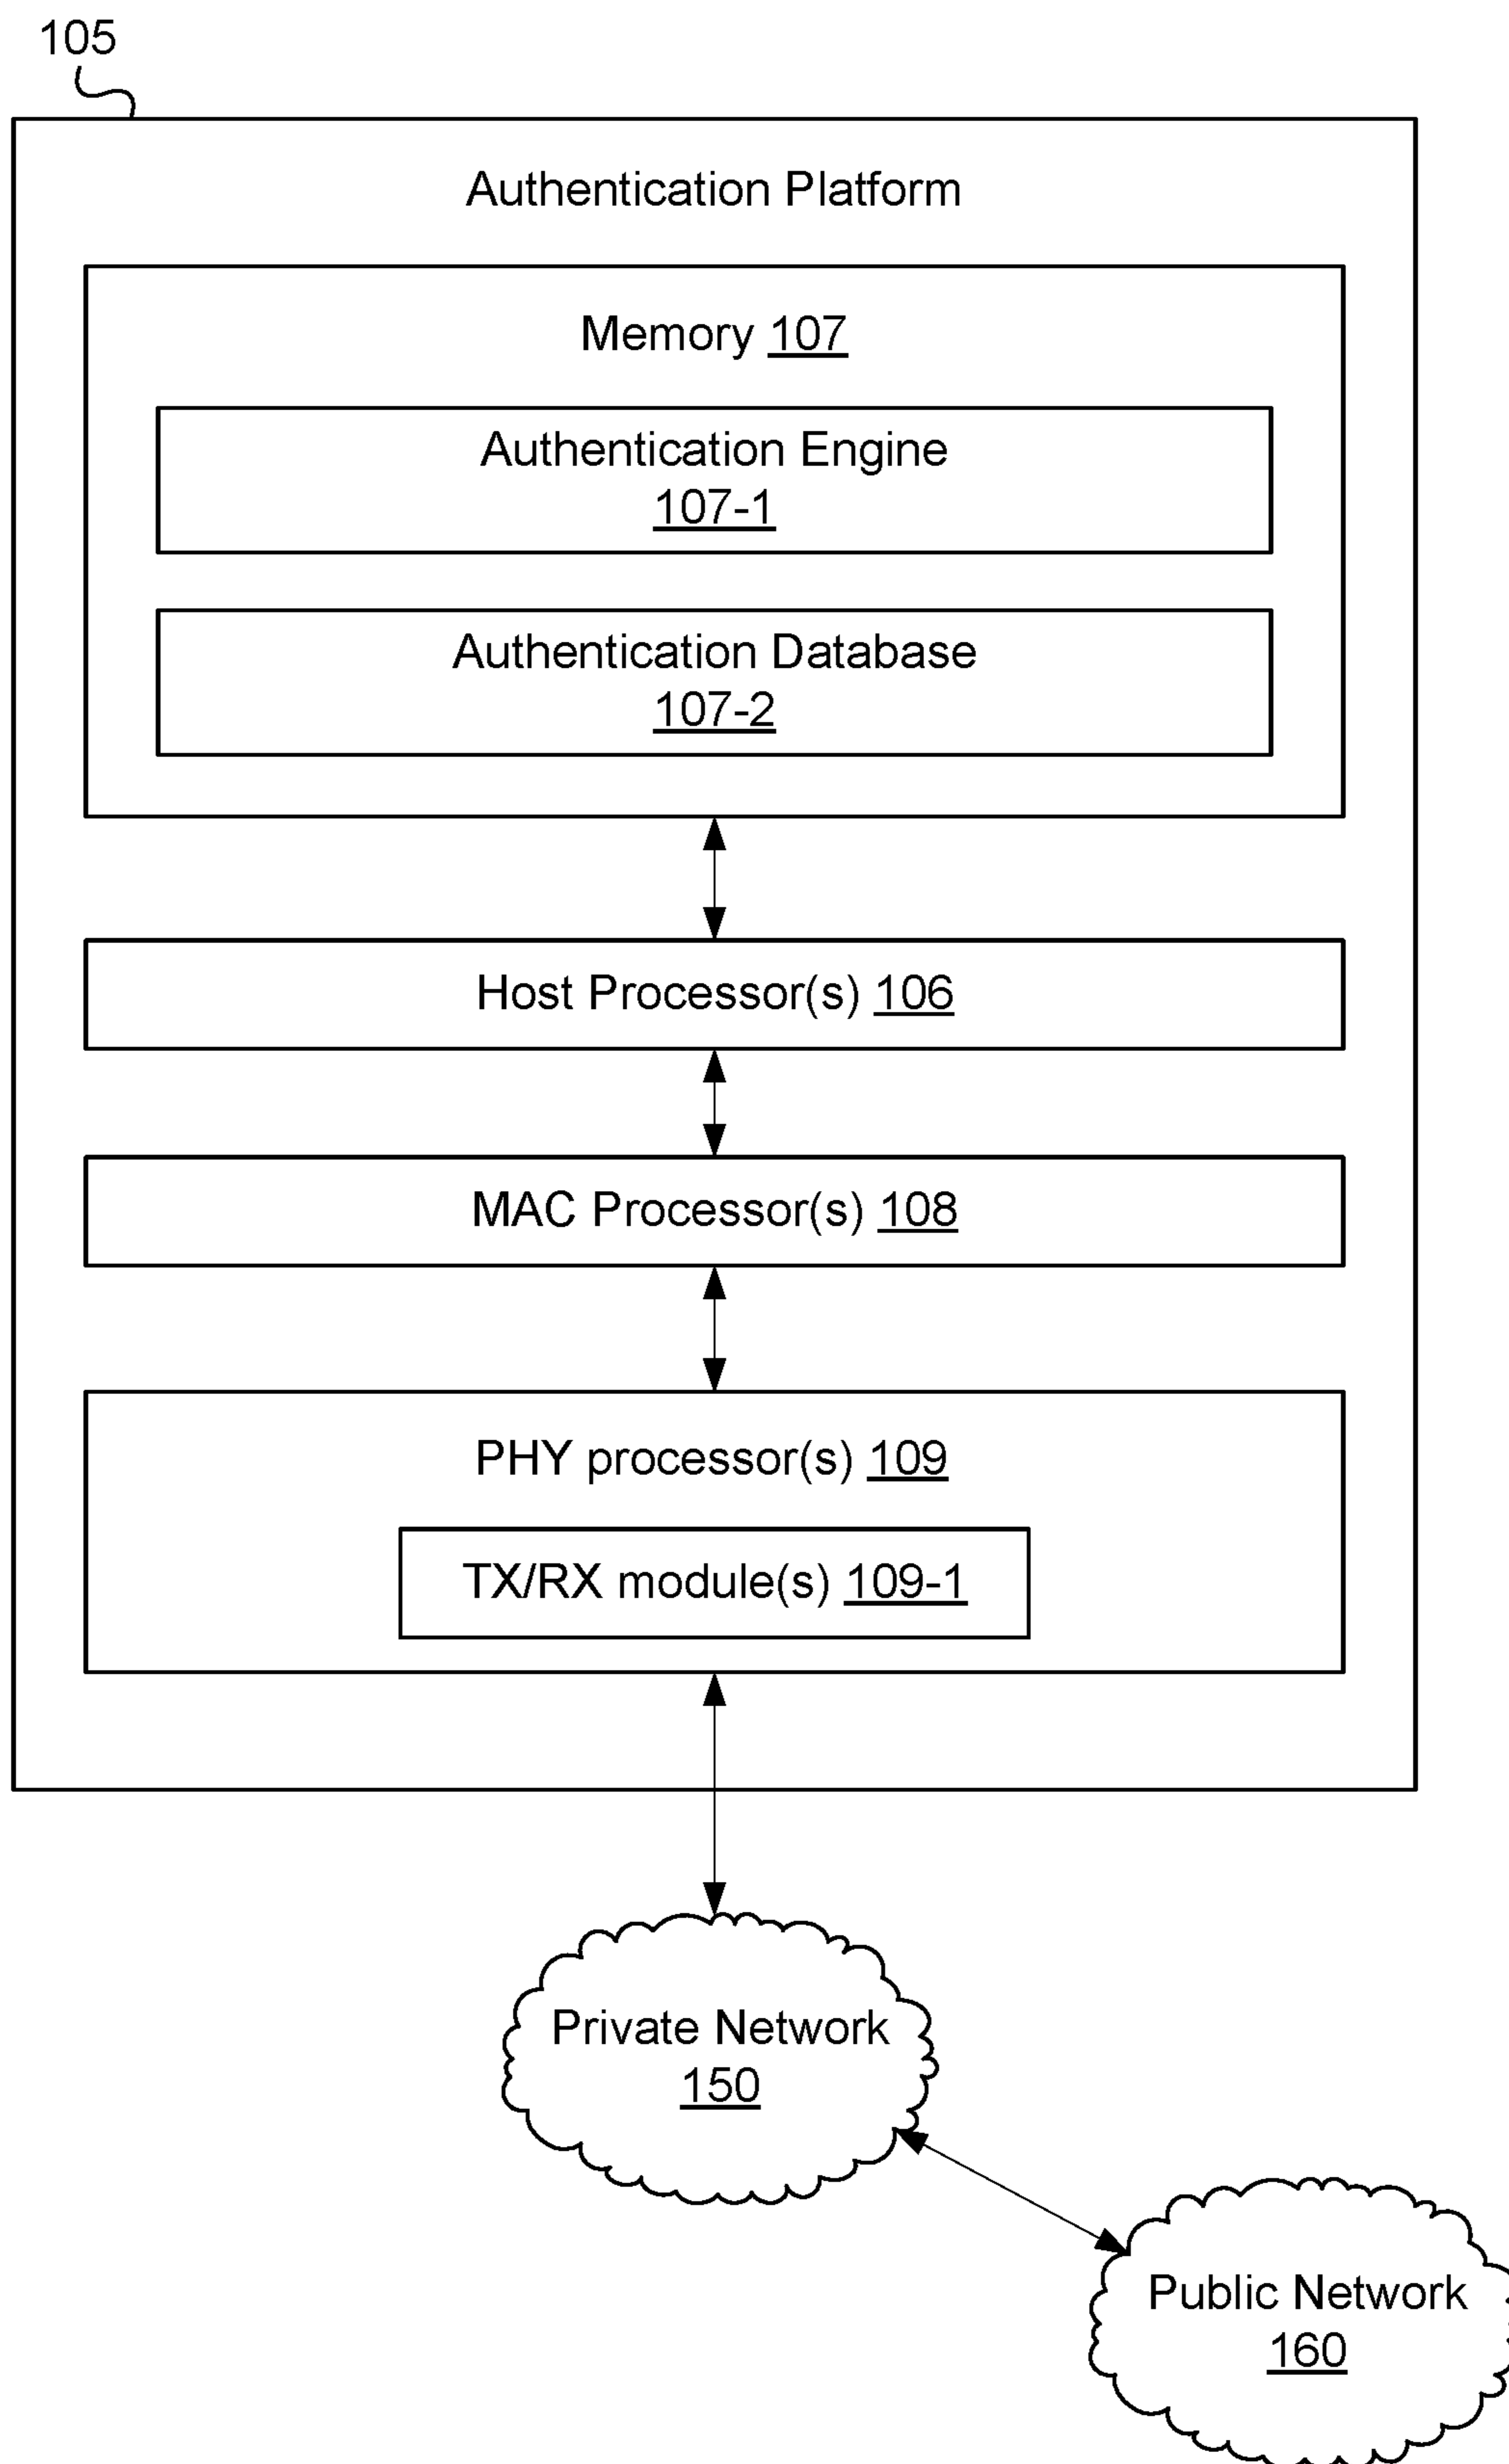 105
Authentication Platform
Memory 107
Authentication Engine
107-1
Authentication Database
107-2
Host Processor(s) 106
MAC Processor(s) 108
PHY processor(s) 109
TX/RX module(s) 109-1
Private Network
150
Public Network
160